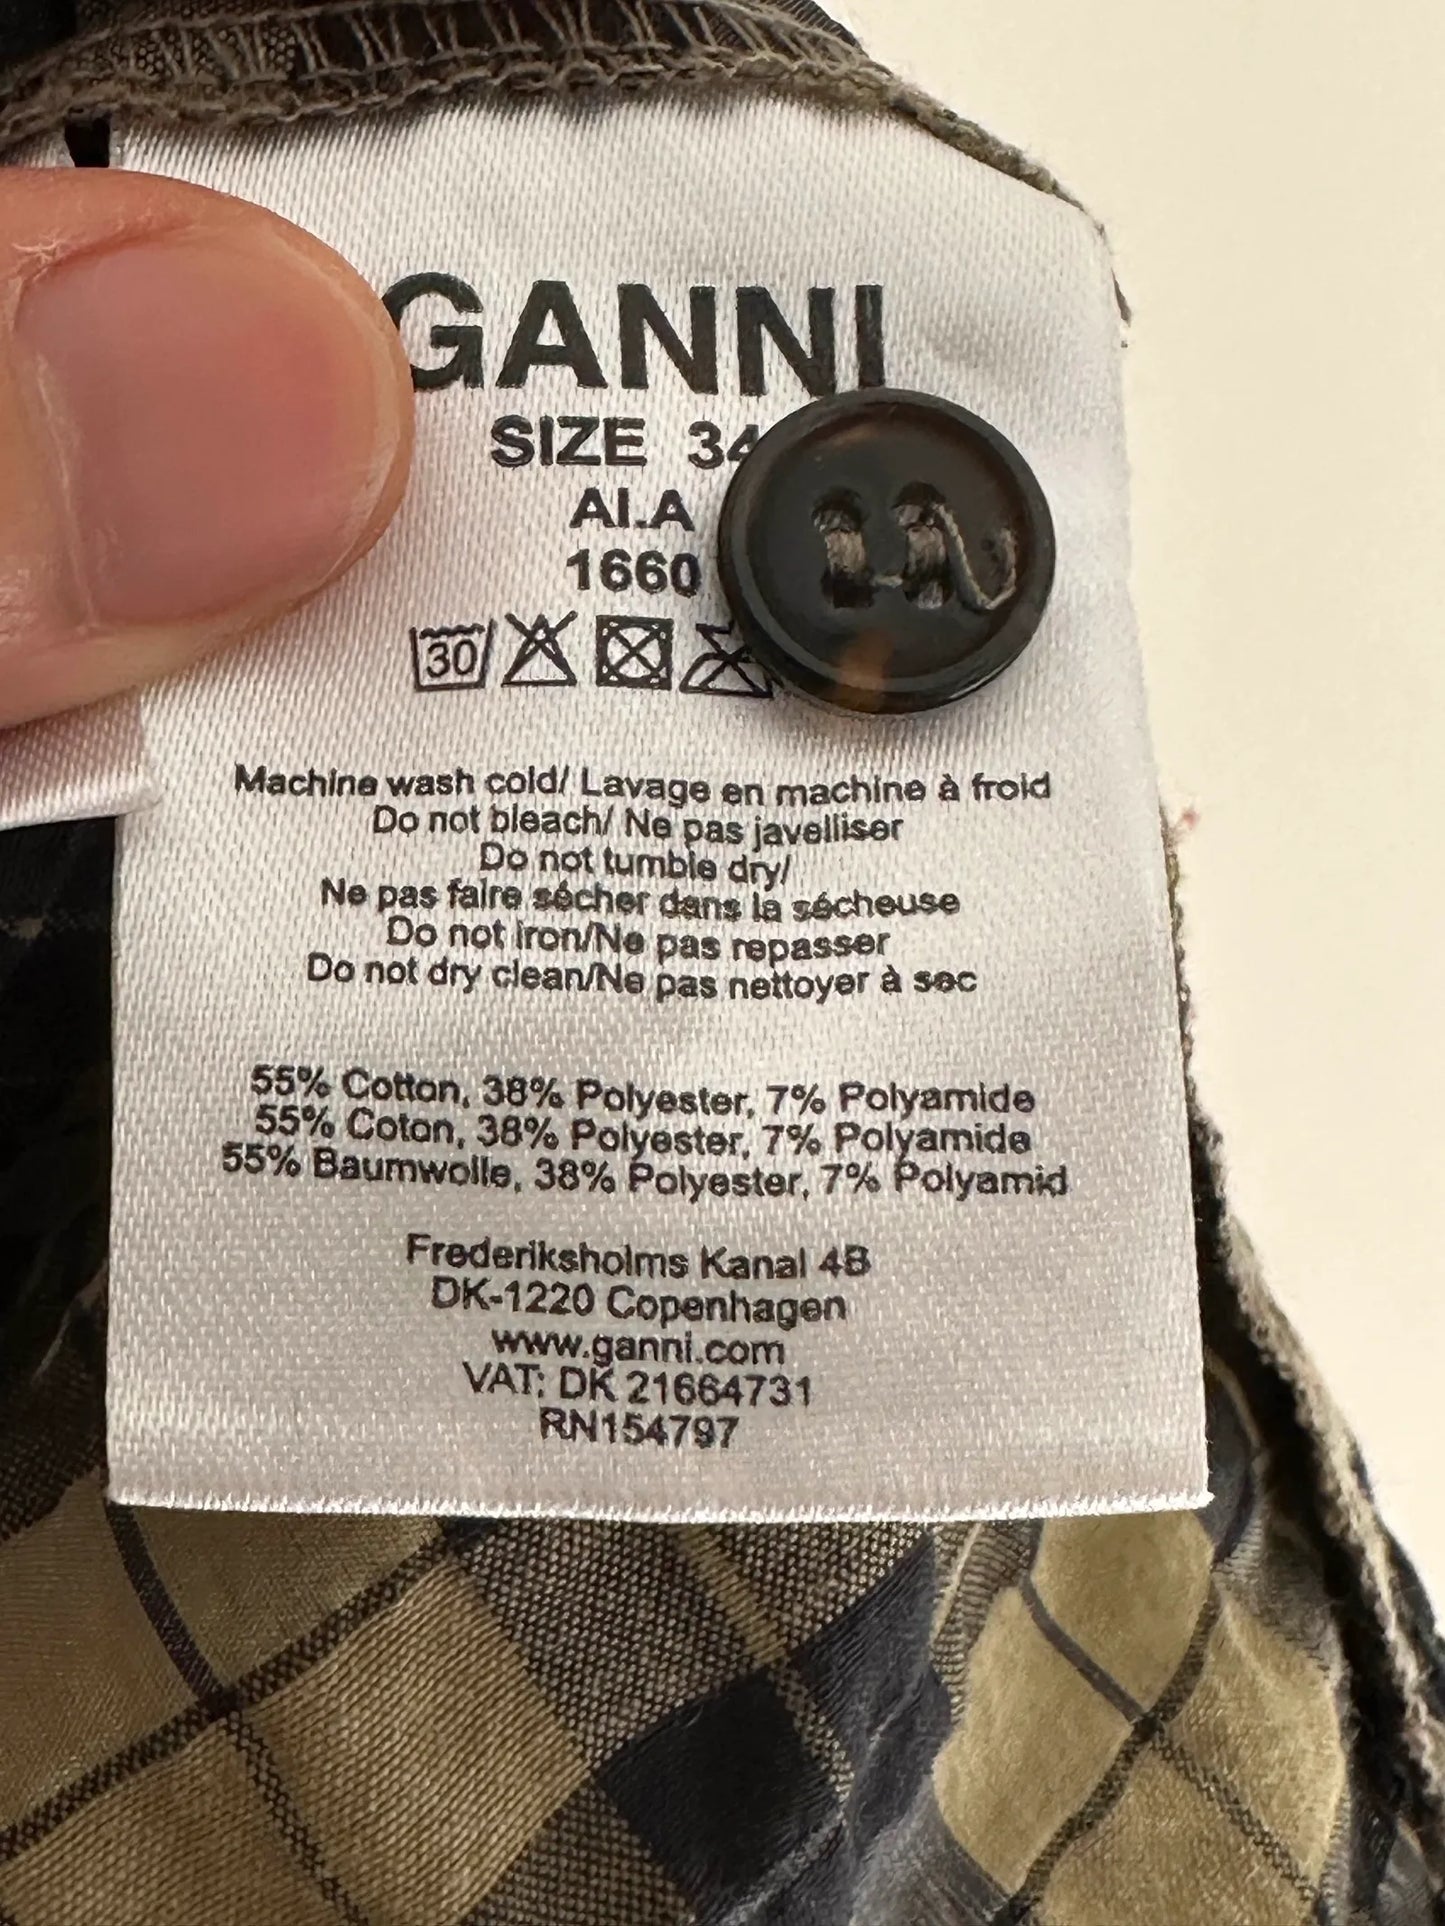 GANNI
SIZE 34
AI.A
1660
30
Machine wash cold/ Lavage en machine à froid
Do not bleach/ Ne pas javelliser
Do not tumble dry/
Ne pas faire sécher dans la sécheuse
Do not iron/Ne pas repasser
Do not dry clean/Ne pas nettoyer à sec
55% Cotton, 38% Polyester, 7% Polyamide
55% Coton, 38% Polyester, 7% Polyamide
55% Baumwolle, 38% Polyester, 7% Polyamid
Frederiksholms Kanal 4B
DK-1220 Copenhagen
www.ganni.com
VAT: DK 21664731
RN154797